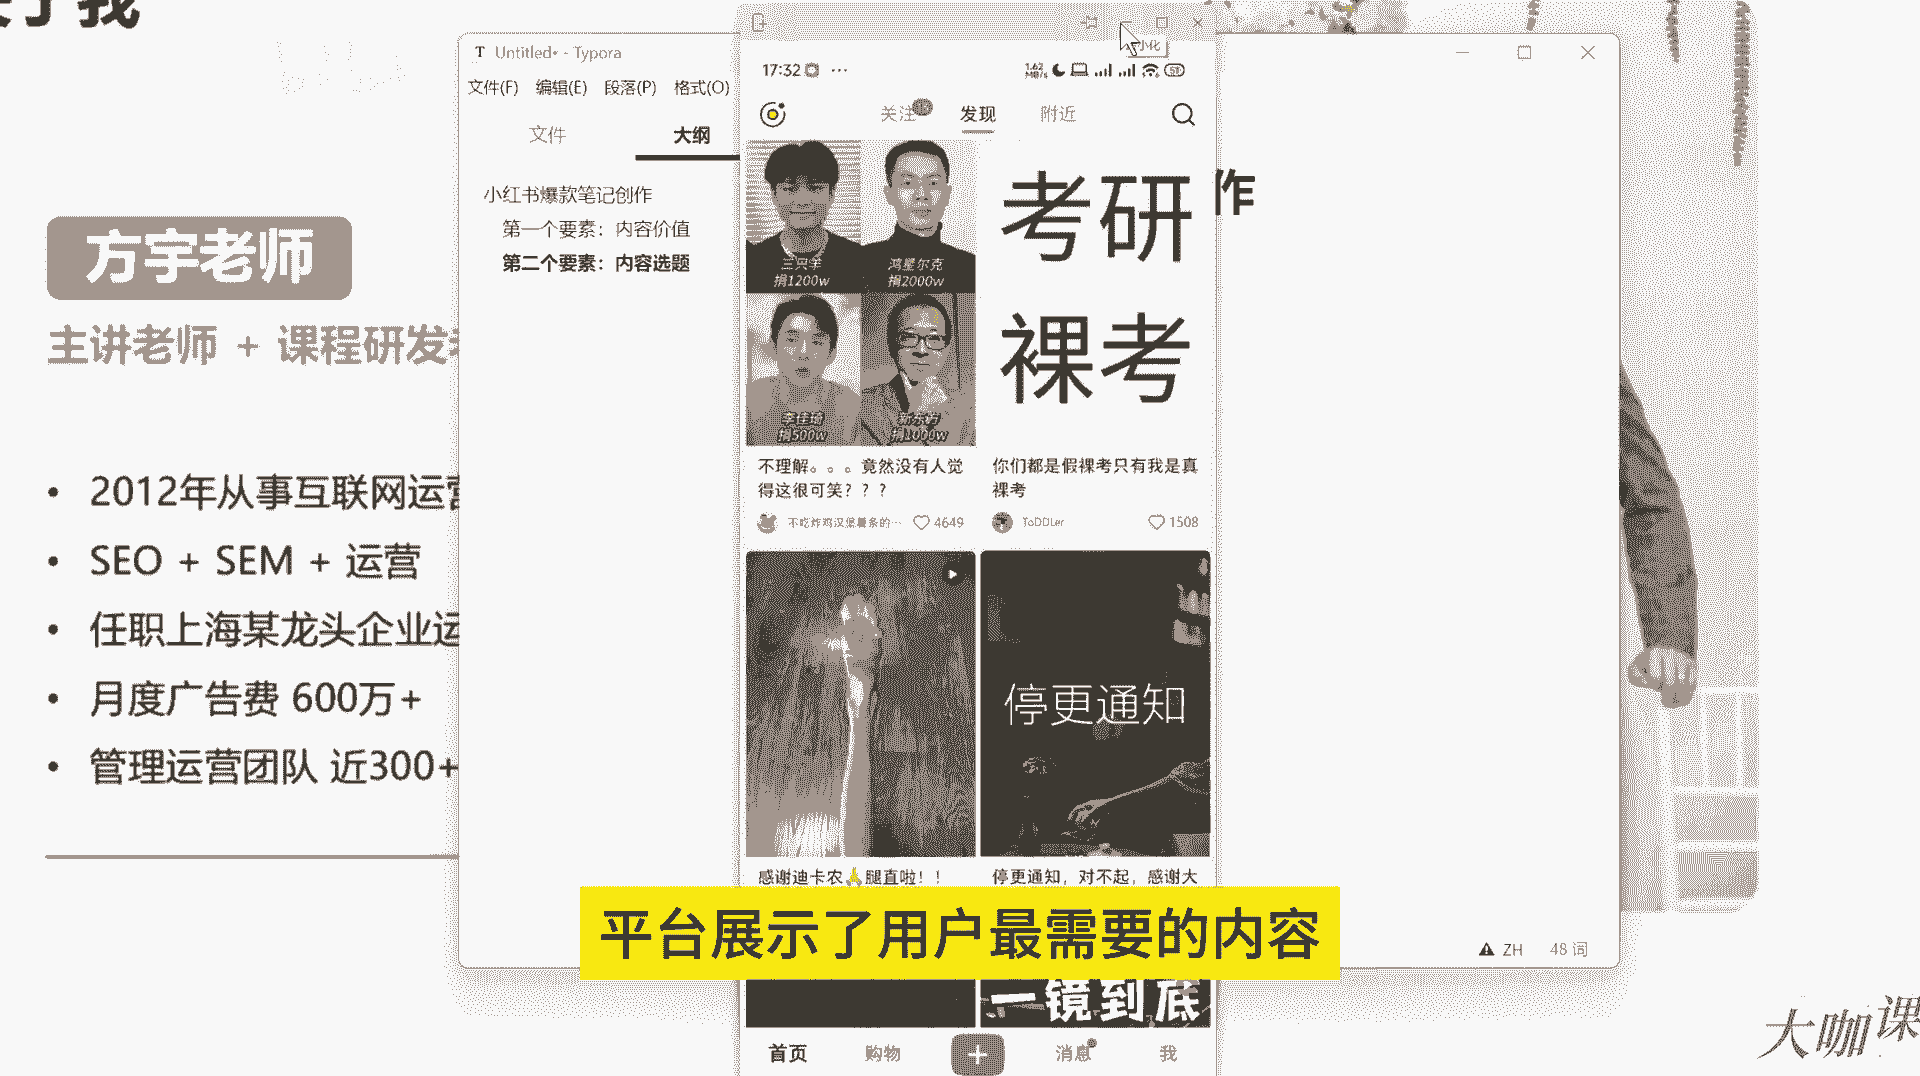 于我
方宇老师
主讲老师 + 课程研发
• 2012年从事互联网运营
• SEO + SEM + 运营
• 任职上海某龙头企业运
• 月度广告费 600万+
• 管理运营团队 近300+
T Untitled• - Typora
文件(F) 编辑(E) 段落(P) 格式(O)
文件 大纲
小红书爆款笔记创作
第一个要素：内容价值
第二个要素：内容选题
作
17:32 ···
1.62 MB/s
关注 发现 附近
三只羊
捐1200w
鸿星尔克
捐2000w
李佳琦
捐500w
新东方
捐1000w
考研
裸考
不理解。。。竟然没有人觉
得这很可笑？？？
不吃炸鸡汉堡薯条的… 4649
你们都是假裸考只有我是真
裸考
ToDDLer 1508
停更通知
感谢迪卡农🙏腿直啦！！
停更通知，对不起，感谢大
平台展示了用户最需要的内容
一镜到底
首页 购物 + 消息 我
ZH 48 词
大咖课